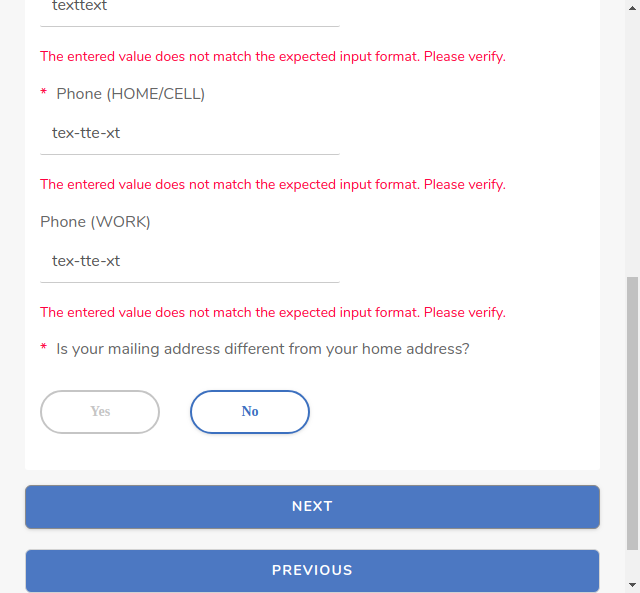 texttext
The entered value does not match the expected input format. Please verify.
* Phone (HOME/CELL)
tex-tte-xt
The entered value does not match the expected input format. Please verify.
Phone (WORK)
tex-tte-xt
The entered value does not match the expected input format. Please verify.
* Is your mailing address different from your home address?
Yes No
NEXT
PREVIOUS